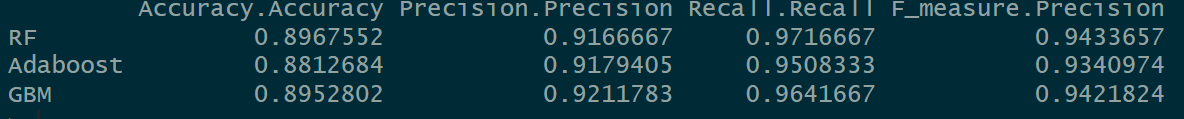 Accuracy.Accuracy Precision.Precision Recall.Recall F_measure.Precision
RF 0.8967552 0.9166667 0.9716667 0.9433657
Adaboost 0.8812684 0.9179405 0.9508333 0.9340974
GBM 0.8952802 0.9211783 0.9641667 0.9421824